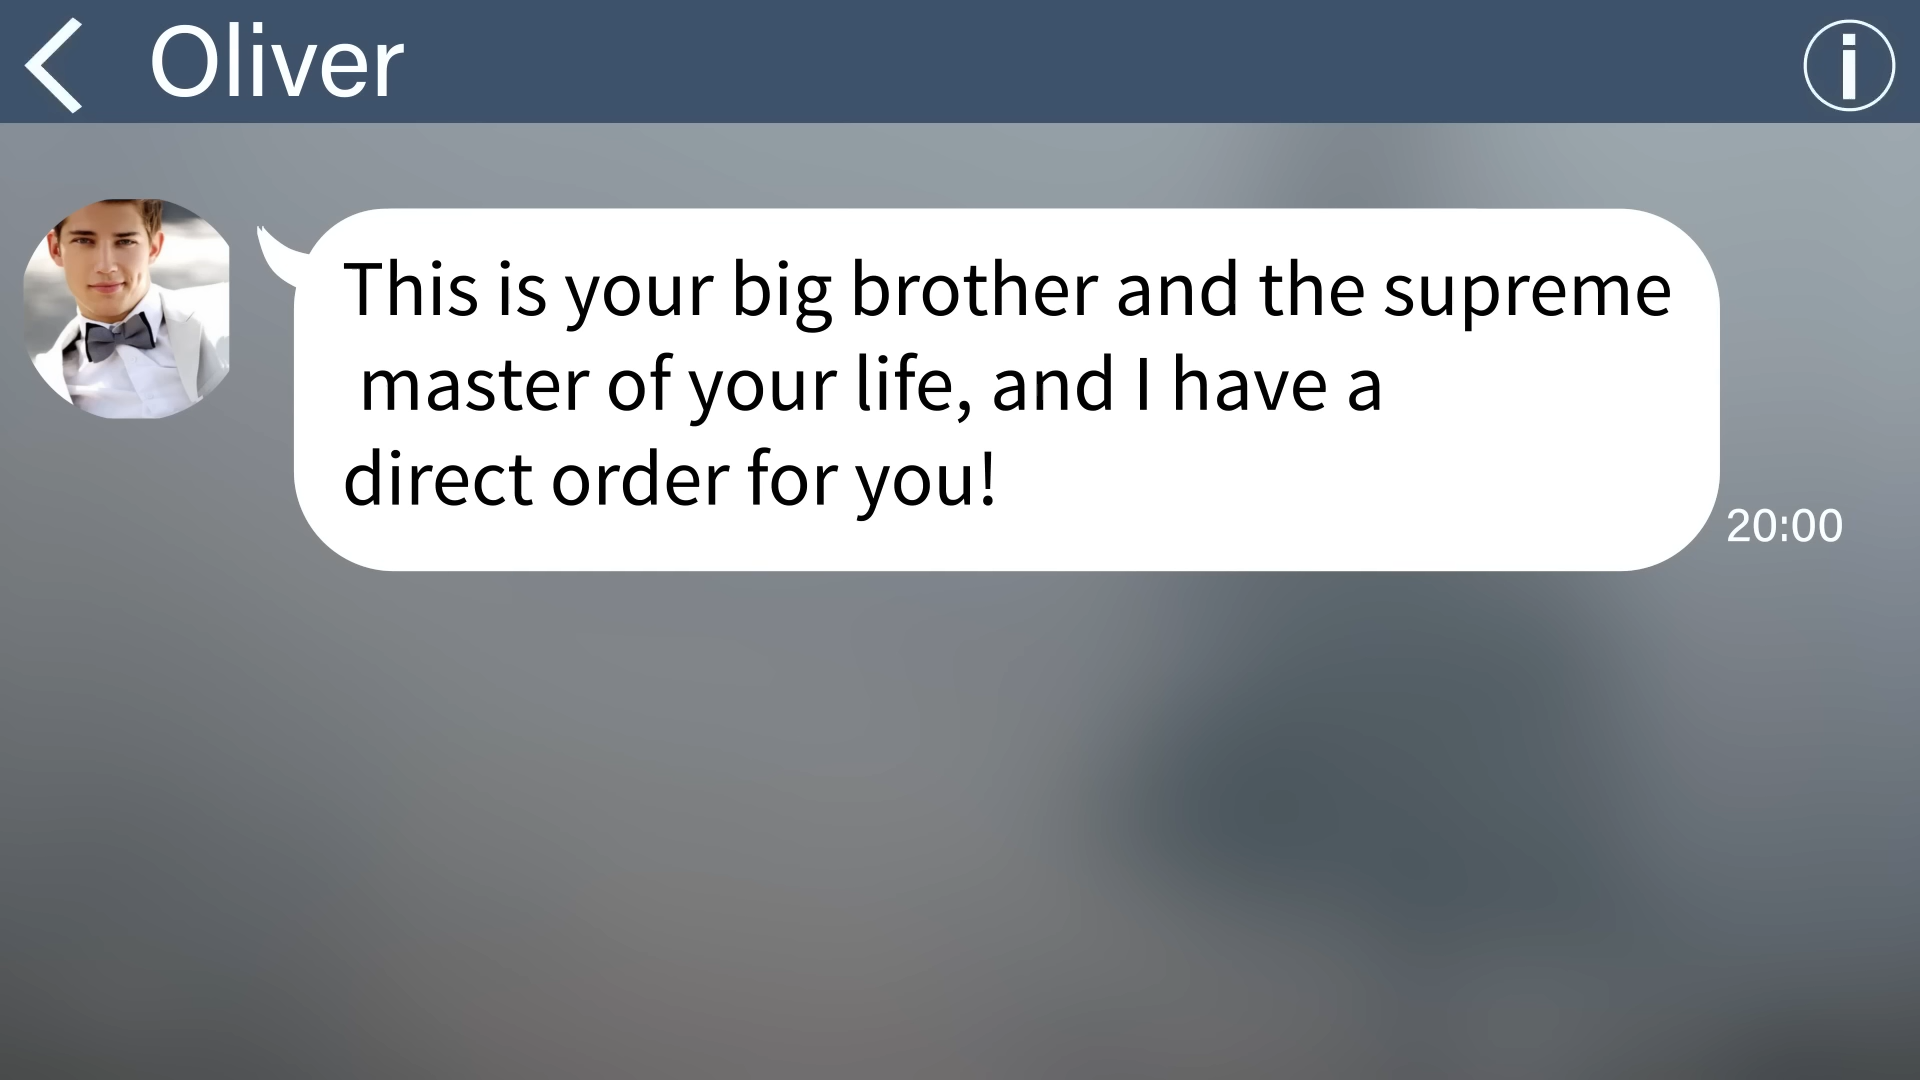 Oliver
This is your big brother and the supreme
master of your life, and I have a
direct order for you!
20:00